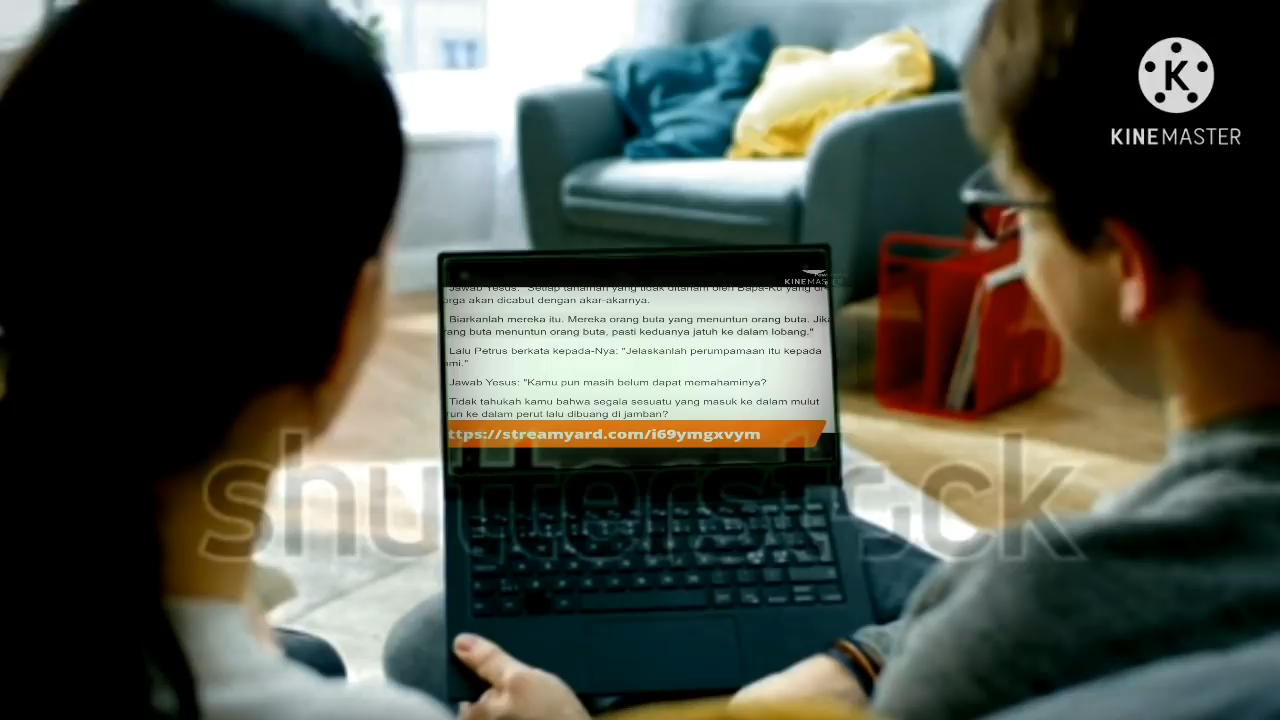 KINEMASTER
KINEMASTER
Jawab Yesus: "Setiap tanaman yang tidak ditanam oleh Bapa-Ku yang di
orga akan dicabut dengan akar-akarnya.
Biarkanlah mereka itu. Mereka orang buta yang menuntun orang buta. Jika
rang buta menuntun orang buta, pasti keduanya jatuh ke dalam lobang."
Lalu Petrus berkata kepada-Nya: "Jelaskanlah perumpamaan itu kepada
mi."
Jawab Yesus: "Kamu pun masih belum dapat memahaminya?
Tidak tahukah kamu bahwa segala sesuatu yang masuk ke dalam mulut
run ke dalam perut lalu dibuang di jamban?
ttps://streamyard.com/i69ymgxvym
shutterstock